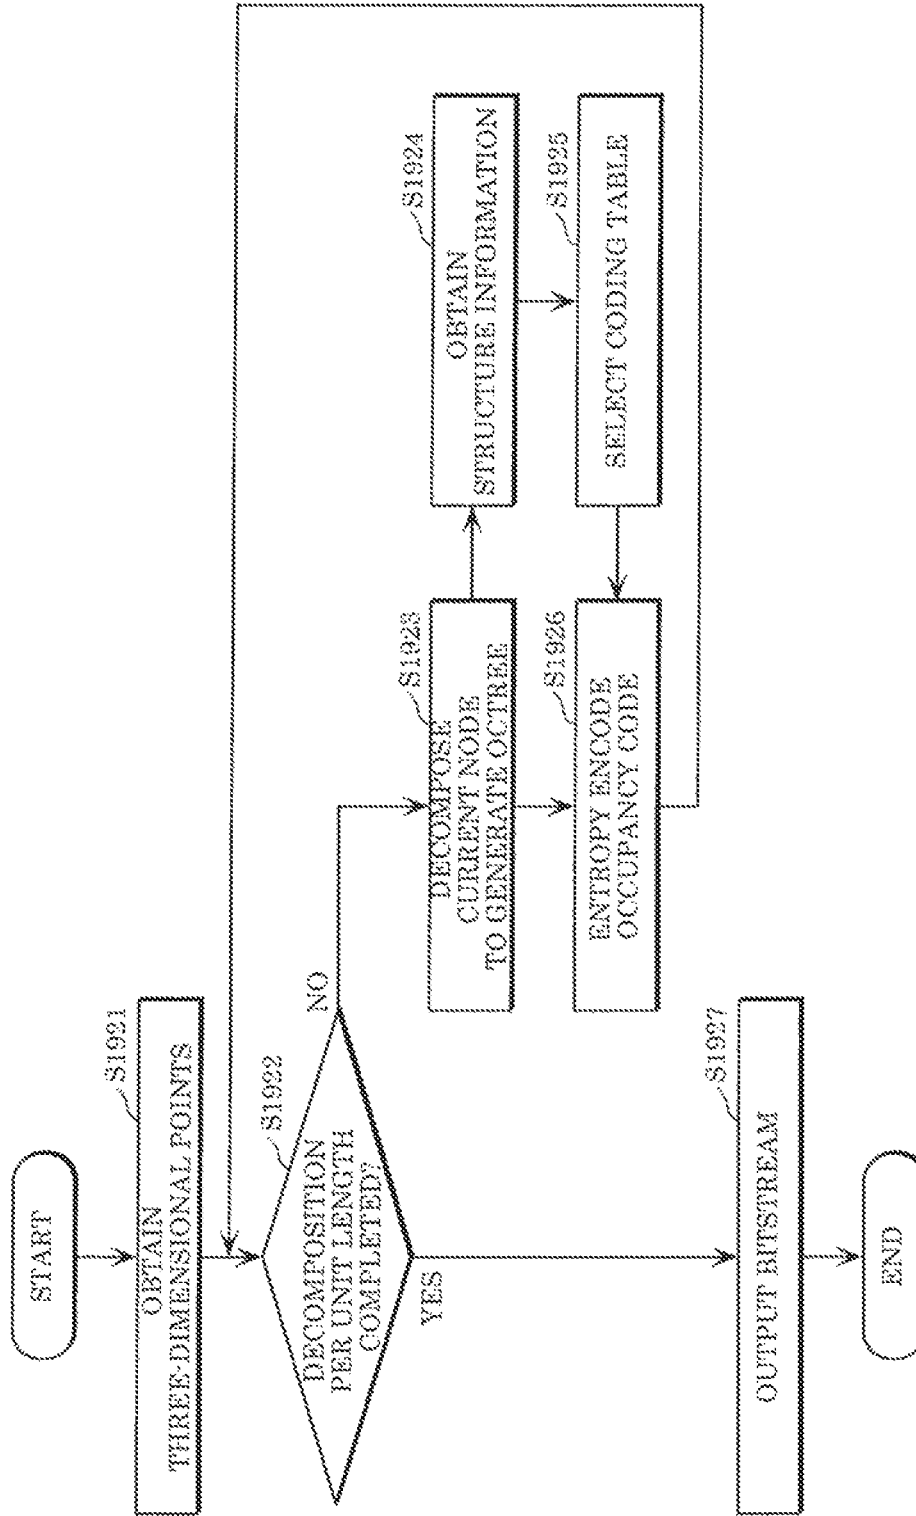 START
S1921
OBTAIN
THREE-DIMENSIONAL POINTS
S1922
DECOMPOSITION
PER UNIT LENGTH
COMPLETED?
NO
YES
S1923
DECOMPOSE
CURRENT NODE
TO GENERATE OCTREE
S1924
OBTAIN
STRUCTURE INFORMATION
S1925
SELECT CODING TABLE
S1926
ENTROPY ENCODE
OCCUPANCY CODE
S1927
OUTPUT BITSTREAM
END